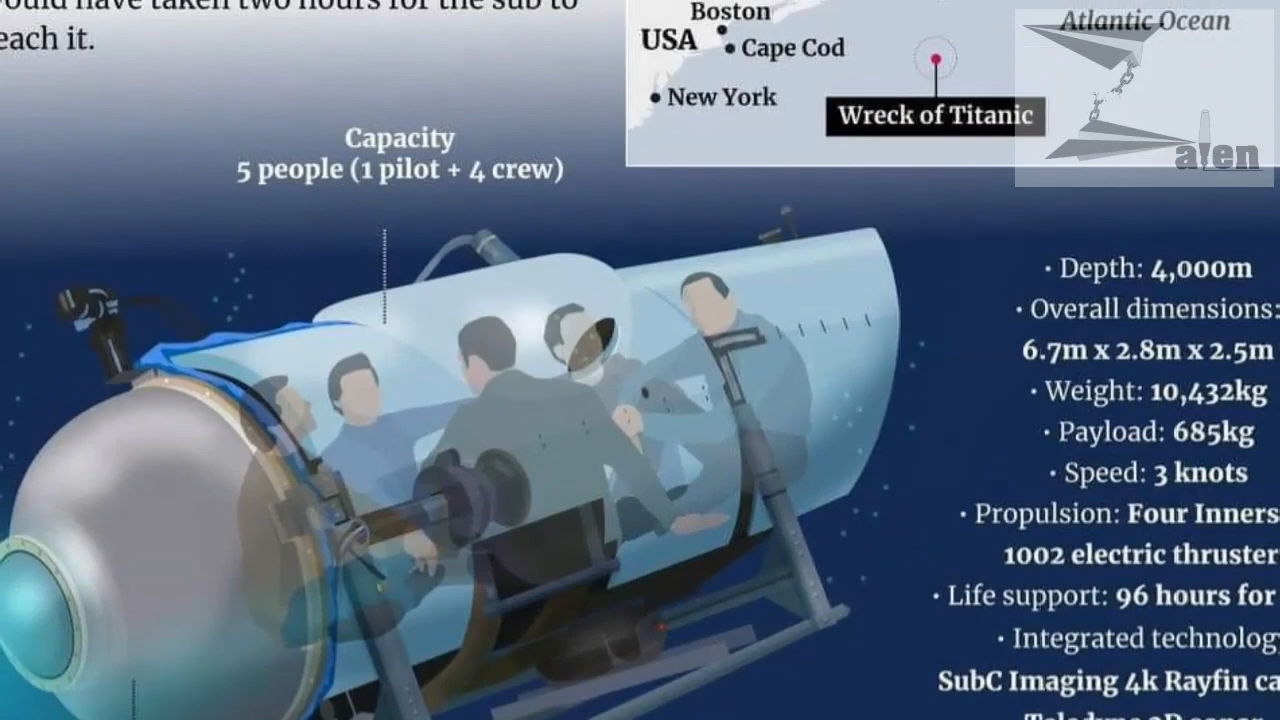 ould have taken two hours for the sub to
each it.
Boston
USA
Cape Cod
New York
Atlantic Ocean
Wreck of Titanic
Capacity
5 people (1 pilot + 4 crew)
· Depth: 4,000m
· Overall dimensions:
6.7m x 2.8m x 2.5m
· Weight: 10,432kg
· Payload: 685kg
· Speed: 3 knots
· Propulsion: Four Inners
1002 electric thruster
· Life support: 96 hours for
· Integrated technolog
SubC Imaging 4k Rayfin ca